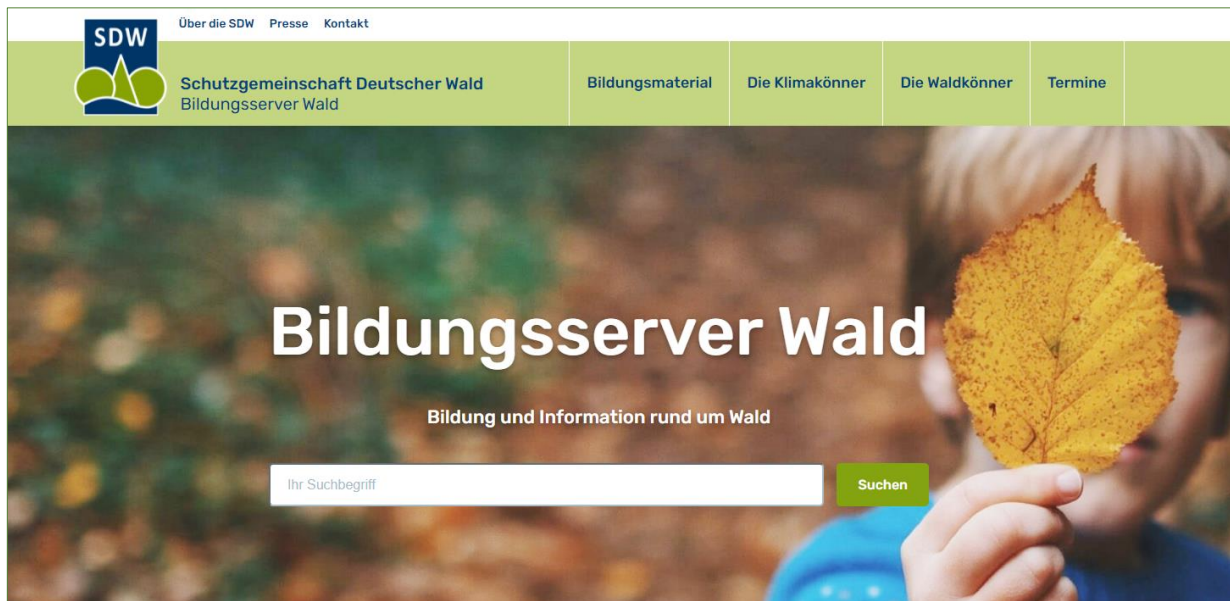 SDW
Über die SDW Presse Kontakt
Schutzgemeinschaft Deutscher Wald
Bildungsserver Wald
Bildungsmaterial Die Klimakönner Die Waldkönner Termine
Bildungsserver Wald
Bildung und Information rund um Wald
Ihr Suchbegriff Suchen